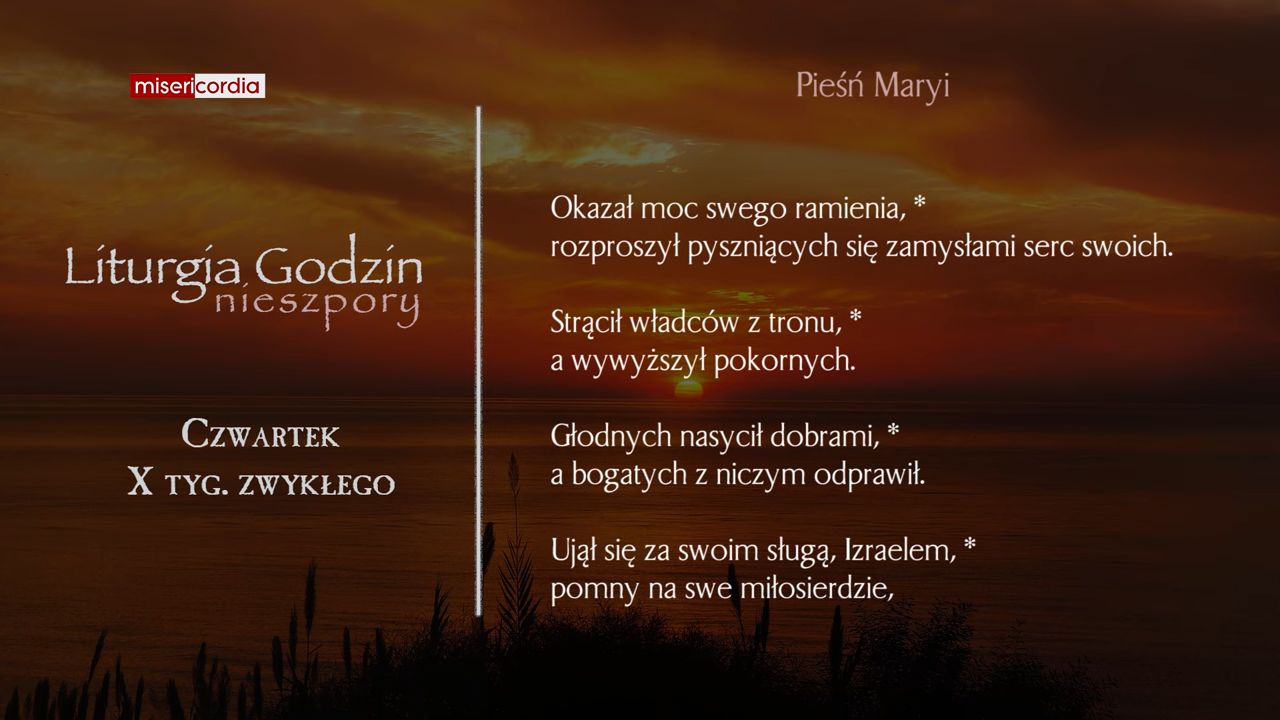 misericordia
Liturgia Godzin
nieszpory
Czwartek
X tyg. zwykłego
Pieśń Maryi
Okazał moc swego ramienia, *
rozproszył pyszniących się zamysłami serc swoich.
Strącił władców z tronu, *
a wywyższył pokornych.
Głodnych nasycił dobrami, *
a bogatych z niczym odprawił.
Ujął się za swoim sługą, Izraelem, *
pomny na swe miłosierdzie,